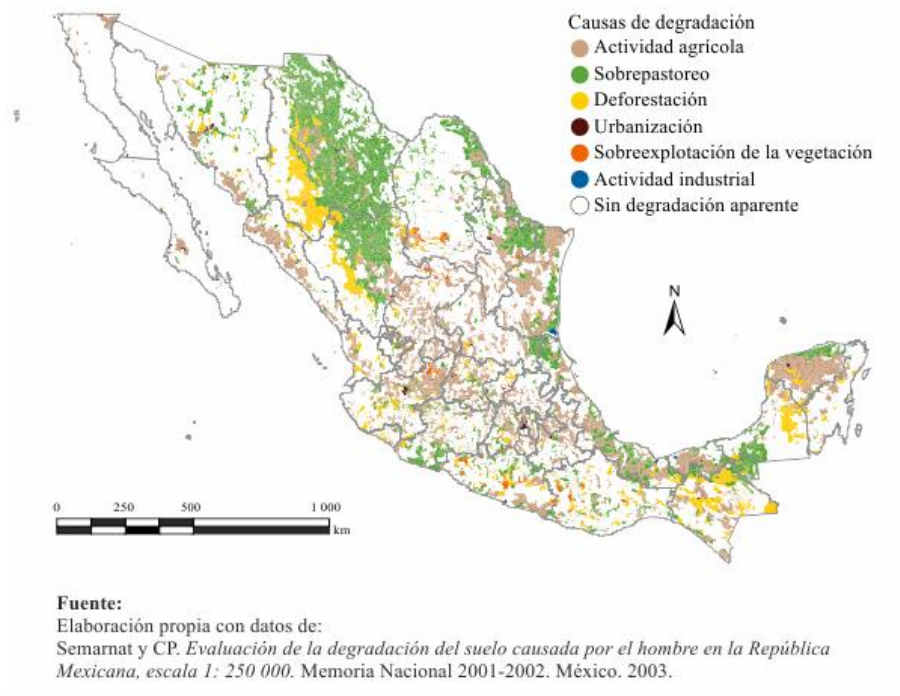 Causas de degradación
Actividad agrícola
Sobrepastoreo
Deforestación
Urbanización
Sobreexplotación de la vegetación
Actividad industrial
Sin degradación aparente
N
0 250 500 1 000
km
Fuente:
Elaboración propia con datos de:
Semarnat y CP. Evaluación de la degradación del suelo causada por el hombre en la República
Mexicana, escala 1: 250 000. Memoria Nacional 2001-2002. México. 2003.